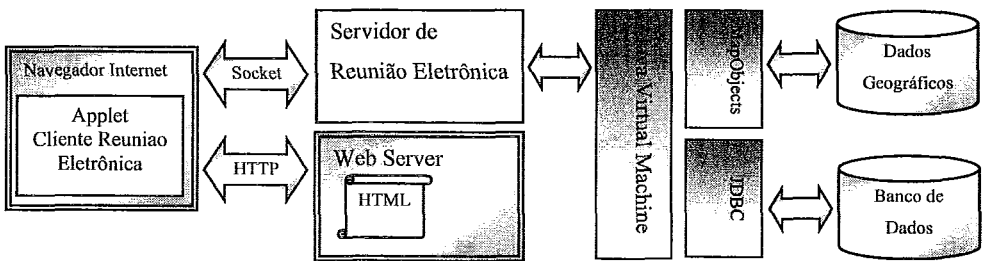 Navegador Internet
Applet
Cliente Reuniao
Eletrônica
Socket
HTTP
Servidor de
Reunião Eletrônica
Web Server
HTML
Java Virtual Machine
MapObjects
JDBC
Dados
Geográficos
Banco de
Dados